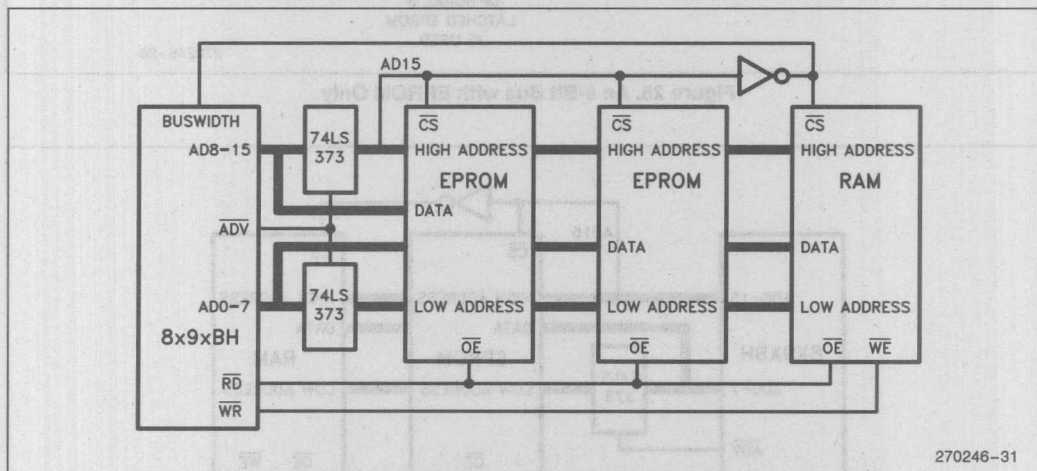 AD15
BUSWIDTH
AD8-15
ADV
AD0-7
8x9xBH
RD
WR
74LS
373
74LS
373
CS
HIGH ADDRESS
EPROM
DATA
LOW ADDRESS
OE
CS
HIGH ADDRESS
EPROM
DATA
LOW ADDRESS
OE
CS
HIGH ADDRESS
RAM
DATA
LOW ADDRESS
OE WE
270246-31